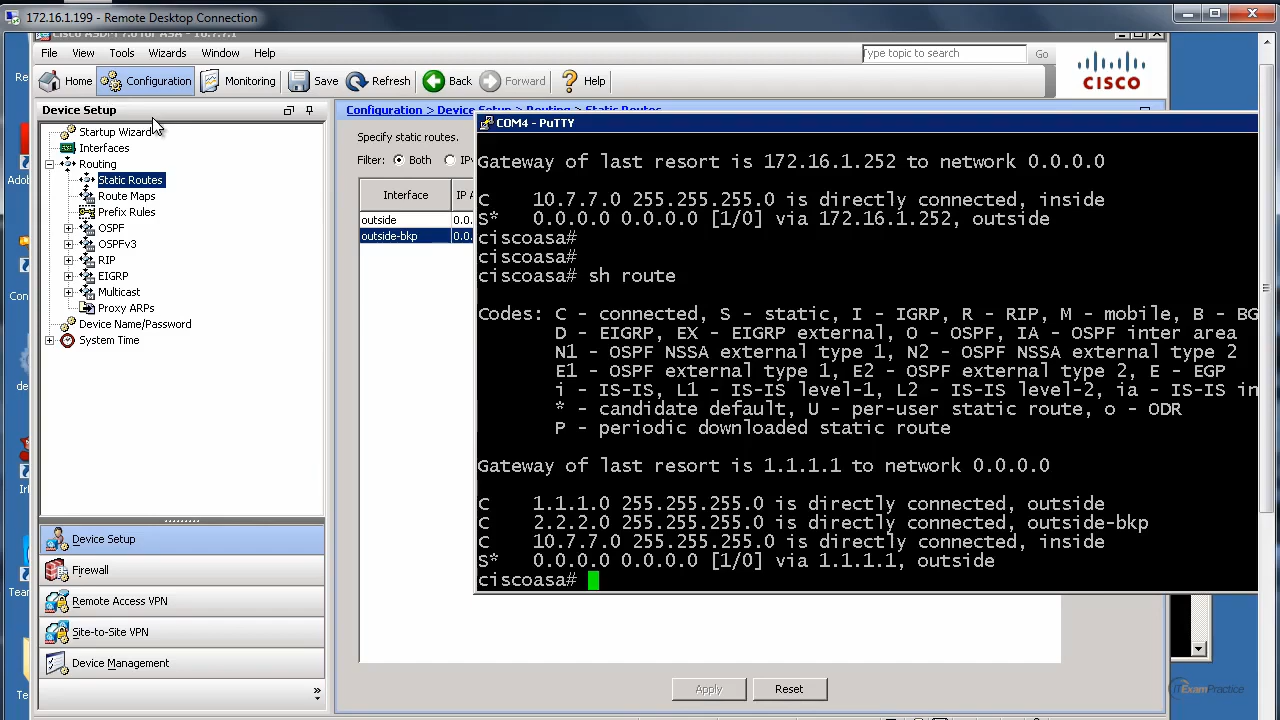 172.16.1.199 - Remote Desktop Connection
File View Tools Wizards Window Help
Type topic to search Go
Home Configuration Monitoring Save Refresh Back Forward Help
CISCO
Device Setup
Startup Wizard
Interfaces
Routing
Static Routes
Route Maps
Prefix Rules
OSPF
OSPFv3
RIP
EIGRP
Multicast
Proxy ARPs
Device Name/Password
System Time
Device Setup
Firewall
Remote Access VPN
Site-to-Site VPN
Device Management
»
Configuration > Device Setup > Routing > Static Routes
Specify static routes.
Filter: Both
Interface IP A
outside 0.0.
outside-bkp 0.0.
Apply Reset
COM4 - PuTTY
Gateway of last resort is 172.16.1.252 to network 0.0.0.0
C 10.7.7.0 255.255.255.0 is directly connected, inside
S* 0.0.0.0 0.0.0.0 [1/0] via 172.16.1.252, outside
ciscoasa#
ciscoasa#
ciscoasa# sh route
Codes: C - connected, S - static, I - IGRP, R - RIP, M - mobile, B - BG
D - EIGRP, EX - EIGRP external, O - OSPF, IA - OSPF inter area
N1 - OSPF NSSA external type 1, N2 - OSPF NSSA external type 2
E1 - OSPF external type 1, E2 - OSPF external type 2, E - EGP
i - IS-IS, L1 - IS-IS level-1, L2 - IS-IS level-2, ia - IS-IS in
* - candidate default, U - per-user static route, o - ODR
P - periodic downloaded static route
Gateway of last resort is 1.1.1.1 to network 0.0.0.0
C 1.1.1.0 255.255.255.0 is directly connected, outside
C 2.2.2.0 255.255.255.0 is directly connected, outside-bkp
C 10.7.7.0 255.255.255.0 is directly connected, inside
S* 0.0.0.0 0.0.0.0 [1/0] via 1.1.1.1, outside
ciscoasa#
ITExamPractice